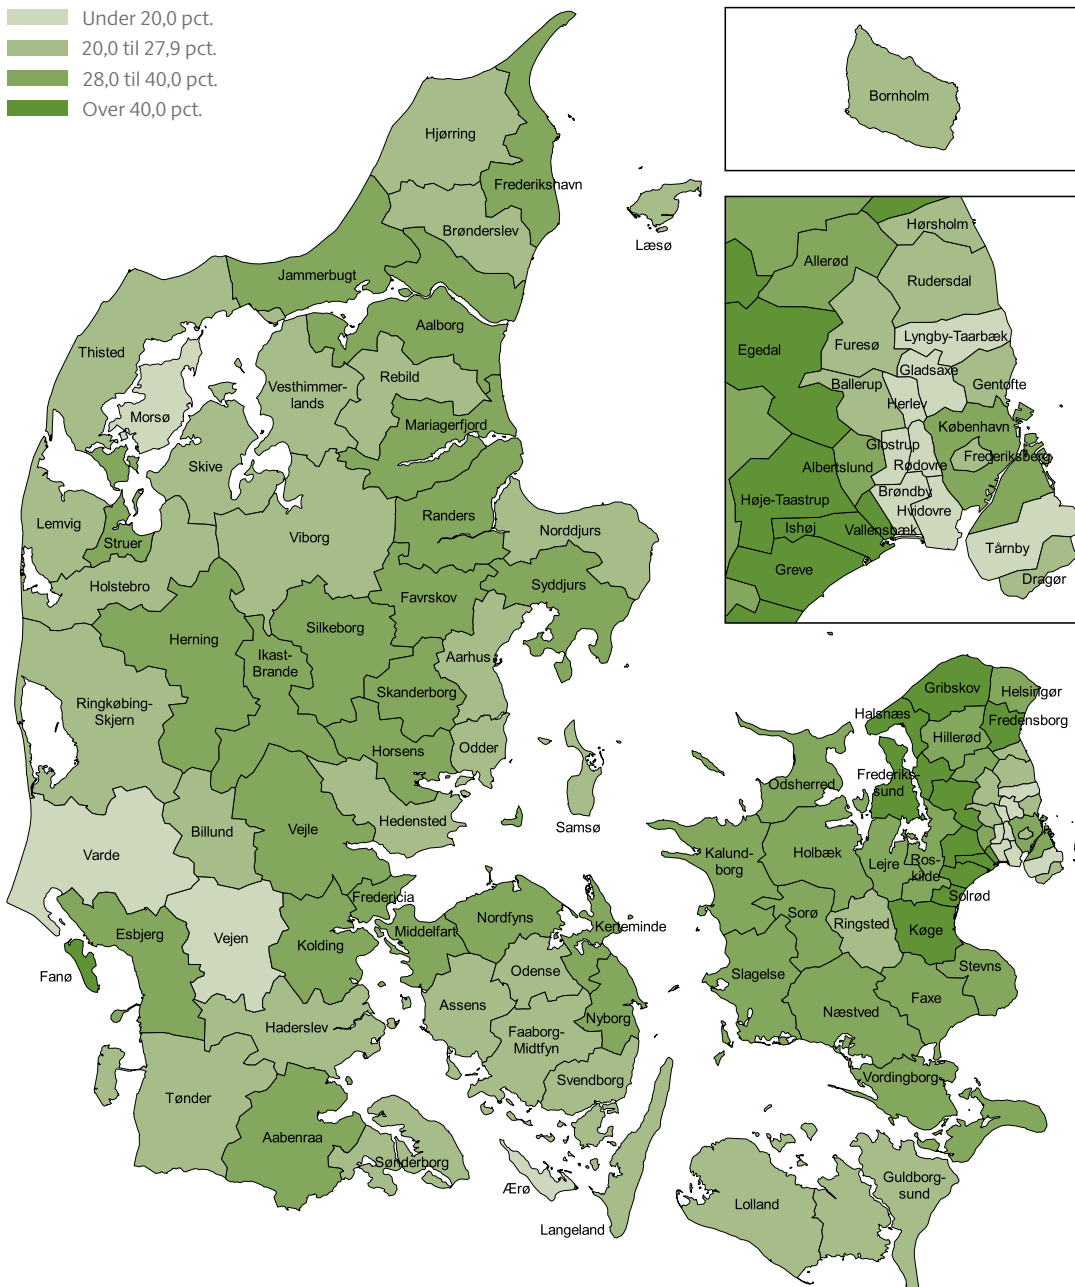 Under 20,0 pct.
20,0 til 27,9 pct.
28,0 til 40,0 pct.
Over 40,0 pct.
Bornholm
Hjørring
Frederikshavn
Brønderslev
Læsø
Jammerbugt
Aalborg
Thisted
Rebild
Vesthimmer-
lands
Morsø
Mariagerfjord
Skive
Lemvig
Struer
Viborg
Randers
Norddjurs
Holstebro
Syddjurs
Favrskov
Silkeborg
Herning
Ikast-
Brande
Aarhus
Skanderborg
Ringkøbing-
Skjern
Horsens
Odder
Hedensted
Samsø
Billund
Vejle
Varde
Fredericia
Esbjerg
Vejen
Kolding
Middelfart
Nordfyns
Kerteminde
Fanø
Odense
Assens
Nyborg
Haderslev
Faaborg-
Midtfyn
Svendborg
Tønder
Aabenraa
Sønderborg
Ærø
Langeland
Hørsholm
Allerød
Rudersdal
Lyngby-Taarbæk
Egedal
Furesø
Gladsaxe
Ballerup
Gentofte
Herlev
København
Glostrup
Frederiksberg
Albertslund
Rødovre
Brøndby
Høje-Taastrup
Hvidovre
Ishøj
Vallensbæk
Tårnby
Greve
Dragør
Gribskov
Helsingør
Halsnæs
Fredensborg
Hillerød
Frederiks-
sund
Odsherred
Kalund-
borg
Holbæk
Lejre
Ros-
kilde
Solrød
Sorø
Ringsted
Køge
Stevns
Slagelse
Næstved
Faxe
Vordingborg
Guldborg-
sund
Lolland